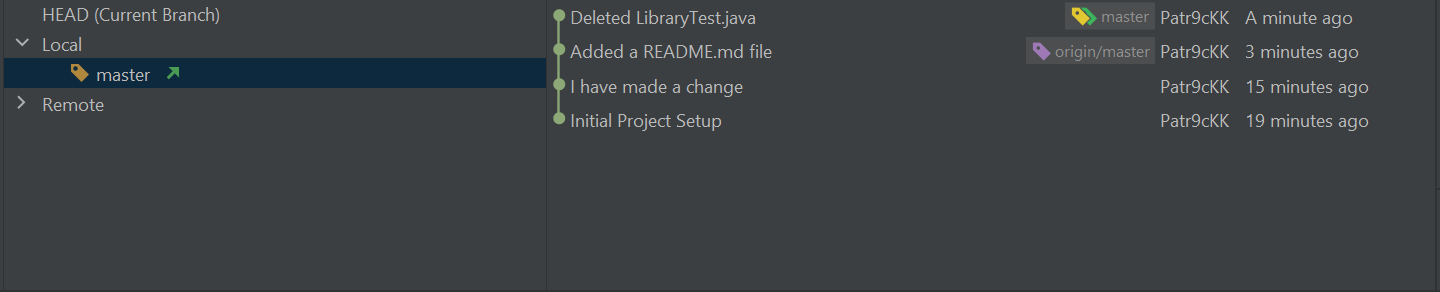 HEAD (Current Branch)
Local
master
Remote
Deleted LibraryTest.java master Patr9cKK A minute ago
Added a README.md file origin/master Patr9cKK 3 minutes ago
I have made a change Patr9cKK 15 minutes ago
Initial Project Setup Patr9cKK 19 minutes ago